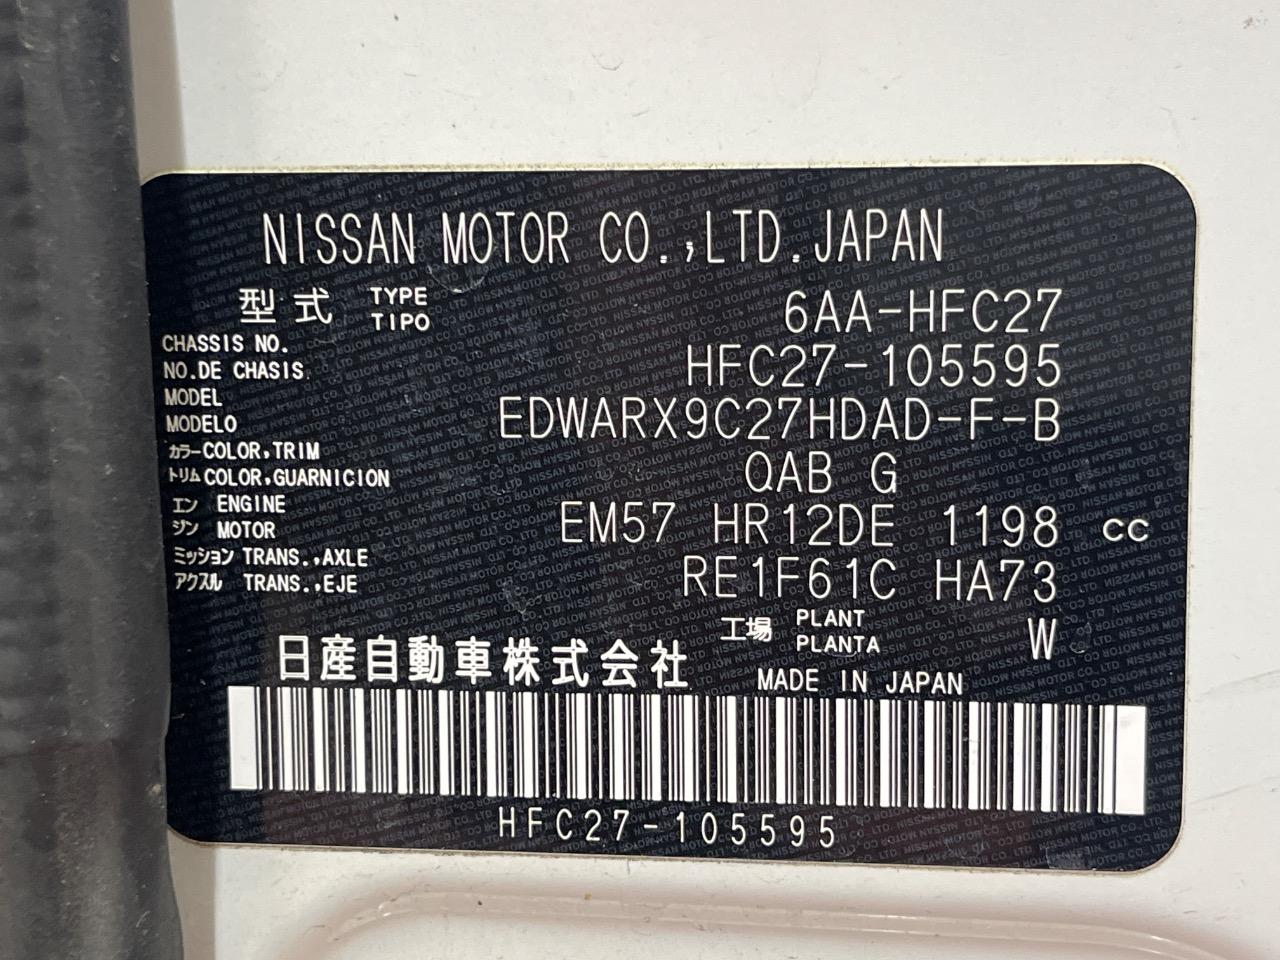 NISSAN MOTOR CO.,LTD.JAPAN
型式 TYPE TIPO 6AA-HFC27
CHASSIS NO. NO.DE CHASIS HFC27-105595
MODEL MODELO EDWARX9C27HDAD-F-B
カラー COLOR,TRIM QAB G
トリム COLOR,GUARNICION
エン ENGINE EM57 HR12DE 1198 cc
ジン MOTOR
ミッション TRANS.,AXLE RE1F61C HA73
アクスル TRANS.,EJE
工場 PLANT PLANTA W
日産自動車株式会社 MADE IN JAPAN
HFC27-105595